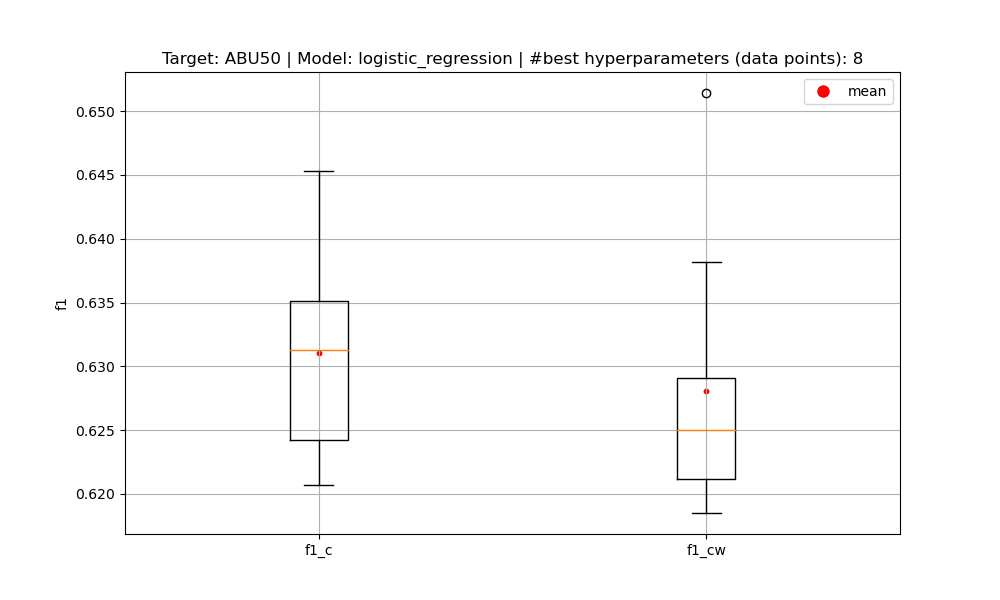 Target: ABU50 | Model: logistic_regression | #best hyperparameters (data points): 8
mean
0.650
0.645
0.640
0.635
0.630
0.625
0.620
f1
f1_c
f1_cw